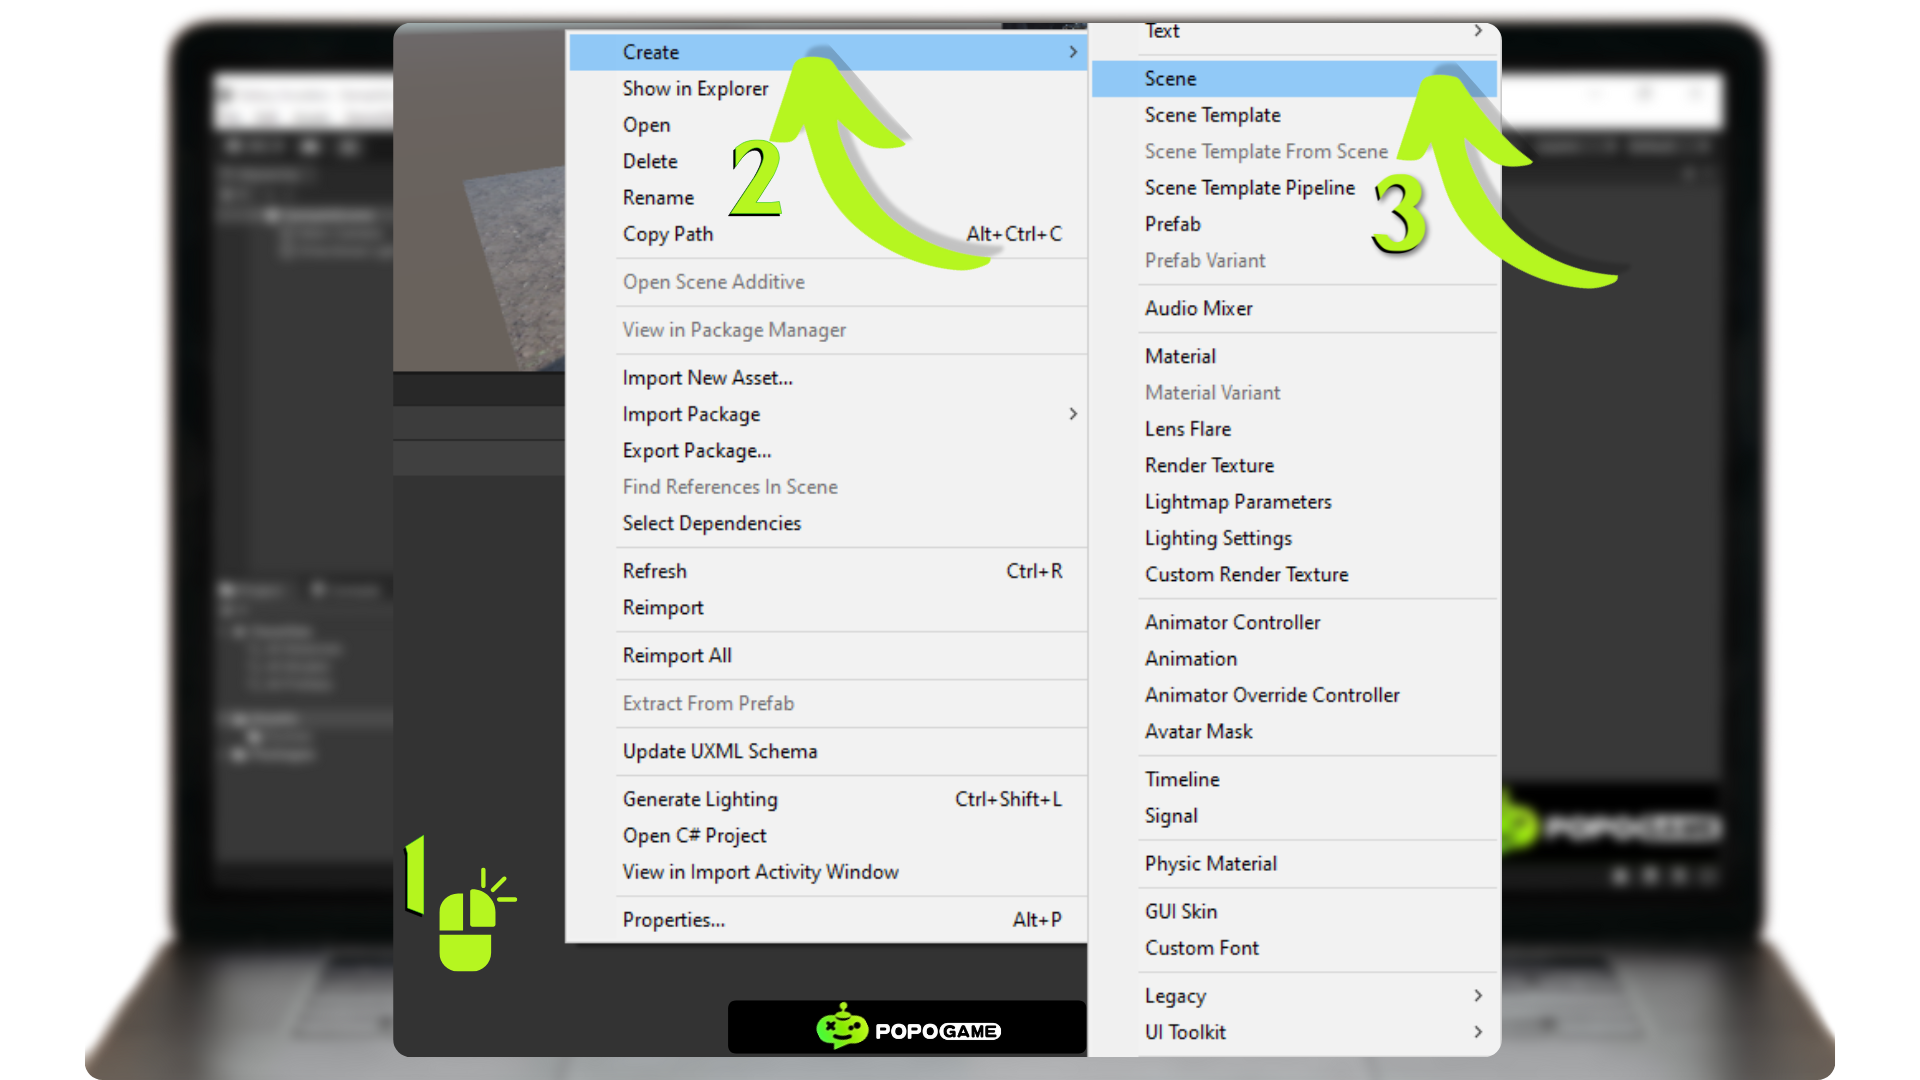 Create
Show in Explorer
Open
Delete
Rename
Copy Path Alt+Ctrl+C
Open Scene Additive
View in Package Manager
Import New Asset...
Import Package
Export Package...
Find References In Scene
Select Dependencies
Refresh Ctrl+R
Reimport
Reimport All
Extract From Prefab
Update UXML Schema
Generate Lighting Ctrl+Shift+L
Open C# Project
View in Import Activity Window
Properties... Alt+P
Text
Scene
Scene Template
Scene Template From Scene
Scene Template Pipeline
Prefab
Prefab Variant
Audio Mixer
Material
Material Variant
Lens Flare
Render Texture
Lightmap Parameters
Lighting Settings
Custom Render Texture
Animator Controller
Animation
Animator Override Controller
Avatar Mask
Timeline
Signal
Physic Material
GUI Skin
Custom Font
Legacy
UI Toolkit
1
2
3
POPOGAME
POPOGAME